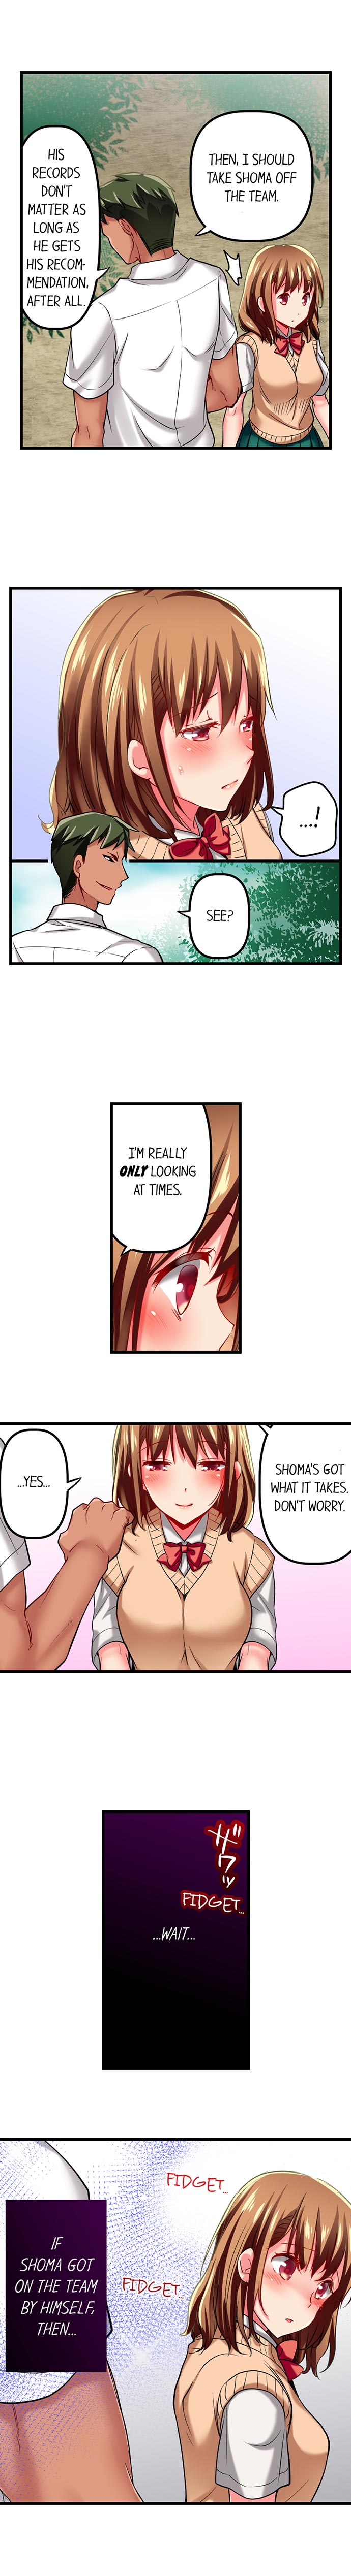 THEN, I SHOULD
TAKE SHOMA OFF
THE TEAM.
HIS
RECORDS
DON'T
MATTER AS
LONG AS
HE GETS
HIS RECOM-
MENDATION,
AFTER ALL.
...!
SEE?
I'M REALLY
ONLY LOOKING
AT TIMES.
SHOMA'S GOT
WHAT IT TAKES.
DON'T WORRY.
...YES...
ザワッ
FIDGET...
...WAIT...
FIDGET...
IF
SHOMA GOT
ON THE TEAM
BY HIMSELF,
THEN...
FIDGET